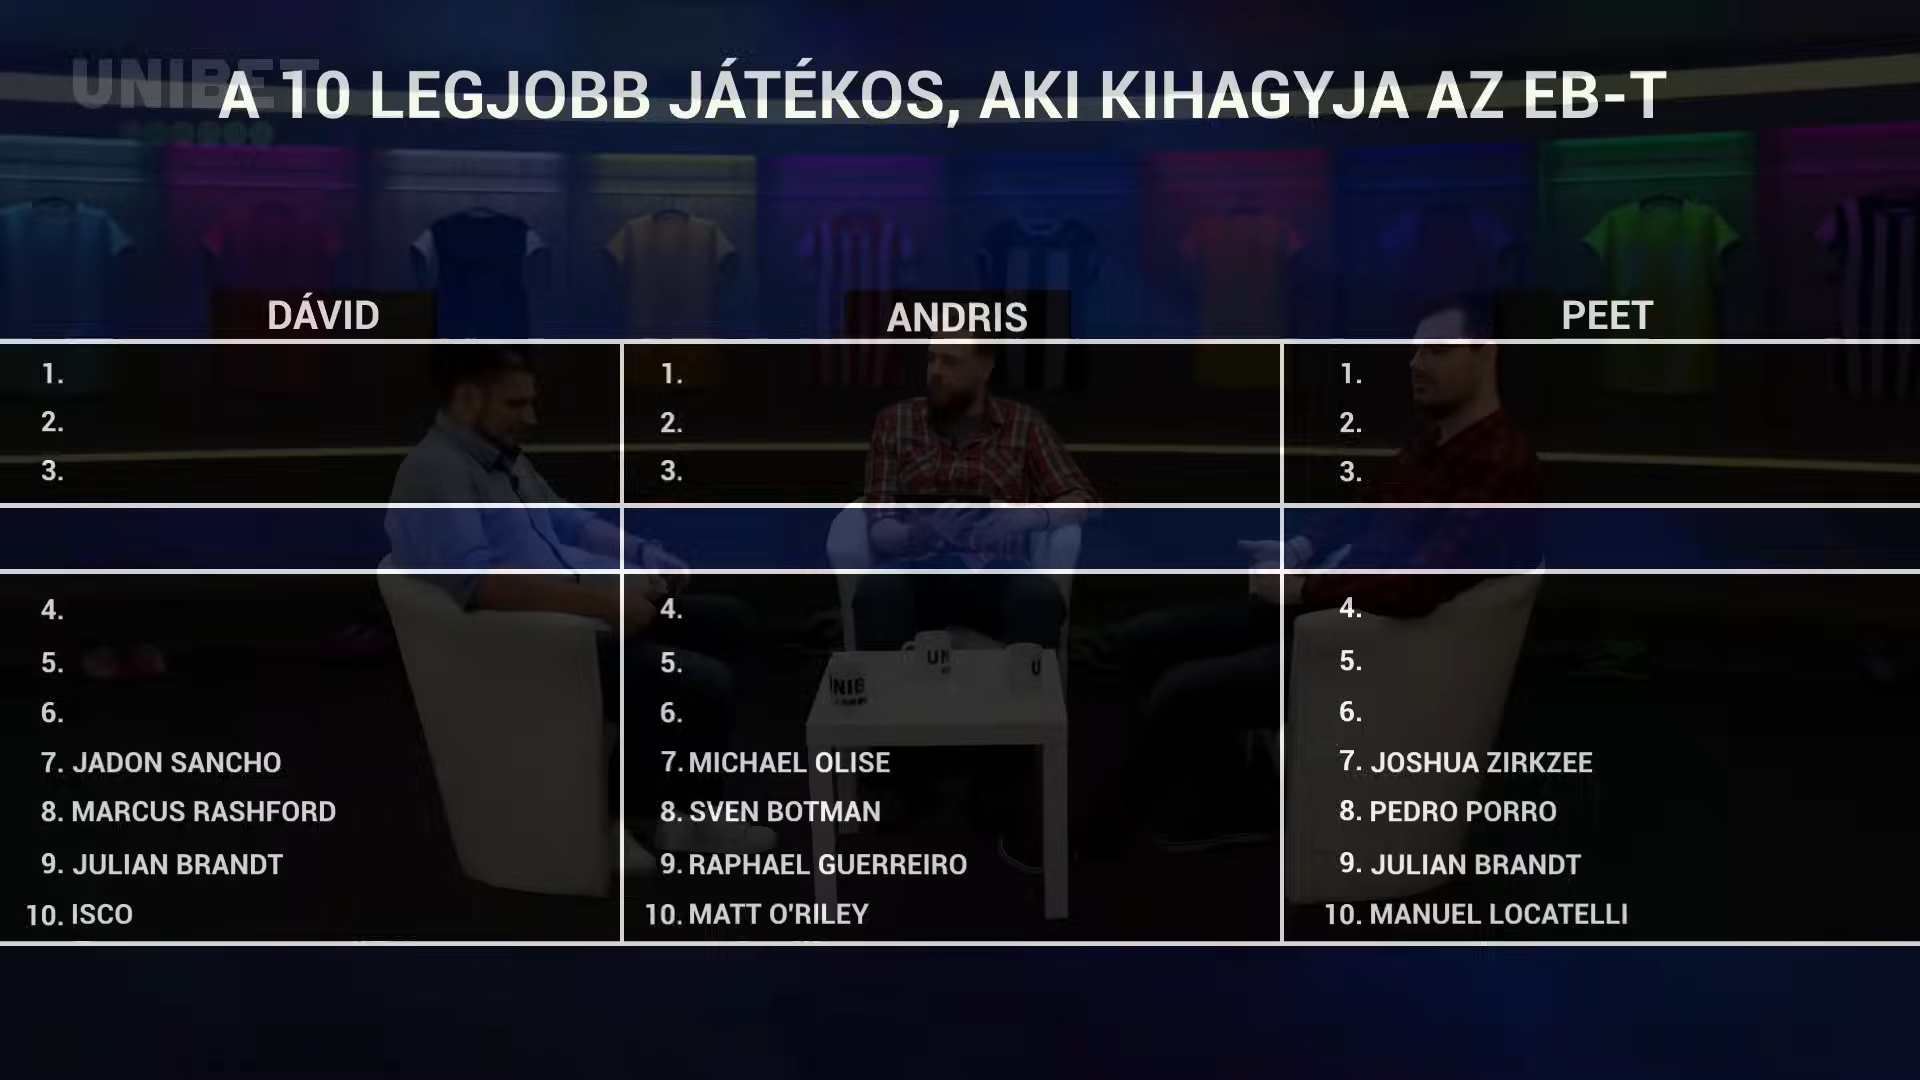 UNIBET
A 10 LEGJOBB JÁTÉKOS, AKI KIHAGYJA AZ EB-T
DÁVID
1.
2.
3.
4.
5.
6.
7. JADON SANCHO
8. MARCUS RASHFORD
9. JULIAN BRANDT
10. ISCO
ANDRIS
1.
2.
3.
4.
5.
6.
7. MICHAEL OLISE
8. SVEN BOTMAN
9. RAPHAEL GUERREIRO
10. MATT O'RILEY
PEET
1.
2.
3.
4.
5.
6.
7. JOSHUA ZIRKZEE
8. PEDRO PORRO
9. JULIAN BRANDT
10. MANUEL LOCATELLI